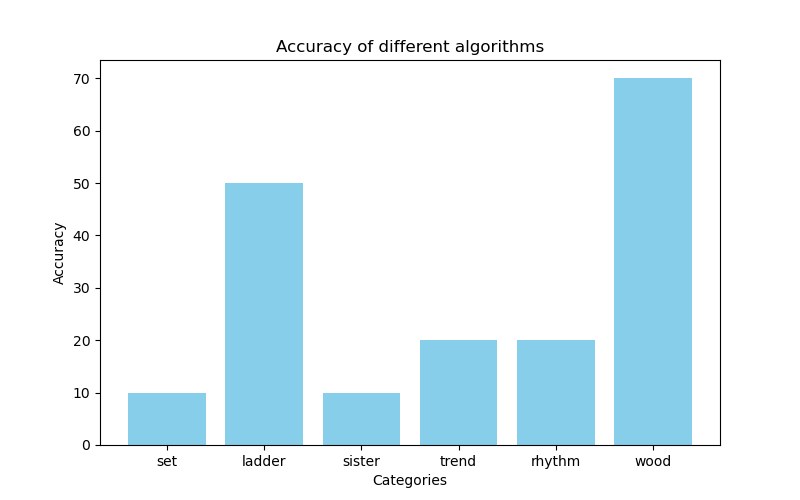 Accuracy of different algorithms
Accuracy
70
60
50
40
30
20
10
0
set ladder sister trend rhythm wood
Categories